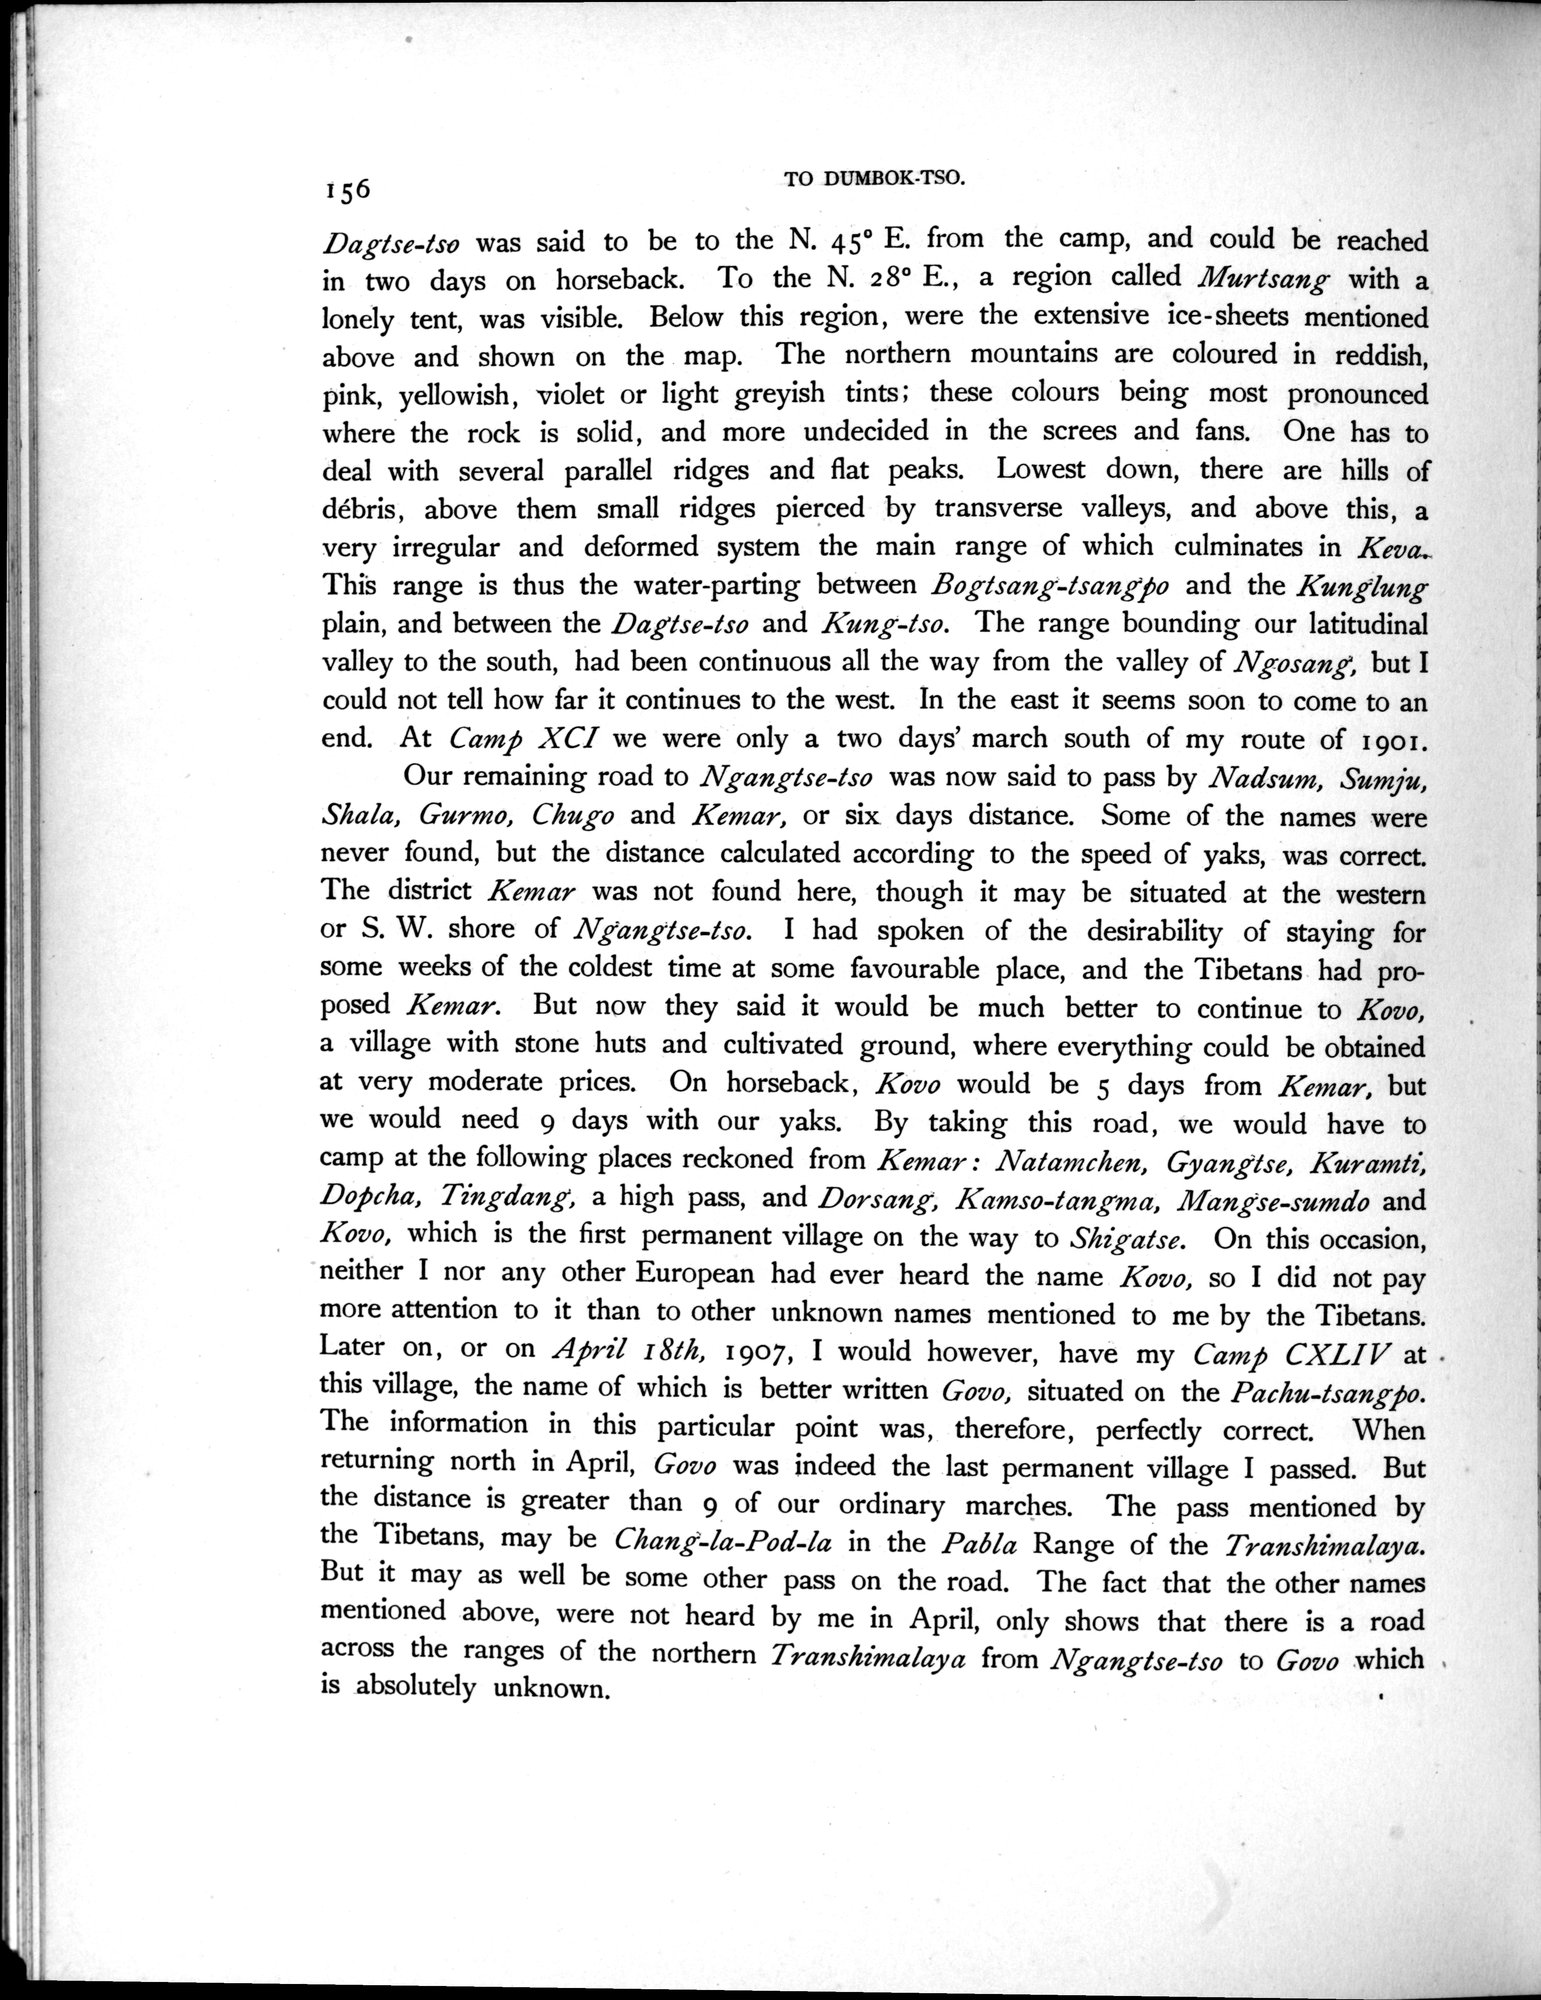 156
TO DUMBOK-TSO.
Dagtse-tso was said to be to the N. 45° E. from the camp, and could be reached
in two days on horseback. To the N. 28° E., a region called Murtsang with a
lonely tent, was visible. Below this region, were the extensive ice-sheets mentioned
above and shown on the map. The northern mountains are coloured in reddish,
pink, yellowish, violet or light greyish tints; these colours being most pronounced
where the rock is solid, and more undecided in the screes and fans. One has to
deal with several parallel ridges and flat peaks. Lowest down, there are hills of
débris, above them small ridges pierced by transverse valleys, and above this, a
very irregular and deformed system the main range of which culminates in Keva.
This range is thus the water-parting between Bogtsang-tsangpo and the Kunglung
plain, and between the Dagtse-tso and Kung-tso. The range bounding our latitudinal
valley to the south, had been continuous all the way from the valley of Ngosang, but I
could not tell how far it continues to the west. In the east it seems soon to come to an
end. At Camp XCI we were only a two days' march south of my route of 1901.
Our remaining road to Ngangtse-tso was now said to pass by Nadsum, Sumju,
Shala, Gurmo, Chugo and Kemar, or six days distance. Some of the names were
never found, but the distance calculated according to the speed of yaks, was correct.
The district Kemar was not found here, though it may be situated at the western
or S. W. shore of Ngangtse-tso. I had spoken of the desirability of staying for
some weeks of the coldest time at some favourable place, and the Tibetans had pro-
posed Kemar. But now they said it would be much better to continue to Kovo,
a village with stone huts and cultivated ground, where everything could be obtained
at very moderate prices. On horseback, Kovo would be 5 days from Kemar, but
we would need 9 days with our yaks. By taking this road, we would have to
camp at the following places reckoned from Kemar: Natamchen, Gyangtse, Kuramti,
Dopcha, Tingdang, a high pass, and Dorsang, Kamso-tangma, Mangse-sumdo and
Kovo, which is the first permanent village on the way to Shigatse. On this occasion,
neither I nor any other European had ever heard the name Kovo, so I did not pay
more attention to it than to other unknown names mentioned to me by the Tibetans.
Later on, or on April 18th, 1907, I would however, have my Camp CXLIV at
this village, the name of which is better written Govo, situated on the Pachu-tsangpo.
The information in this particular point was, therefore, perfectly correct. When
returning north in April, Govo was indeed the last permanent village I passed. But
the distance is greater than 9 of our ordinary marches. The pass mentioned by
the Tibetans, may be Chang-la-Pod-la in the Pabla Range of the Transhimalaya.
But it may as well be some other pass on the road. The fact that the other names
mentioned above, were not heard by me in April, only shows that there is a road
across the ranges of the northern Transhimalaya from Ngangtse-tso to Govo which
is absolutely unknown.